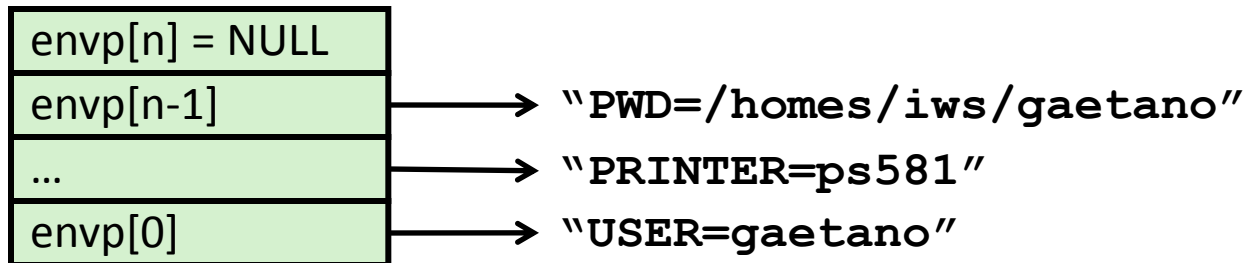 envp[n] = NULL
envp[n-1] “PWD=/homes/iws/gaetano”
… “PRINTER=ps581”
envp[0] “USER=gaetano”